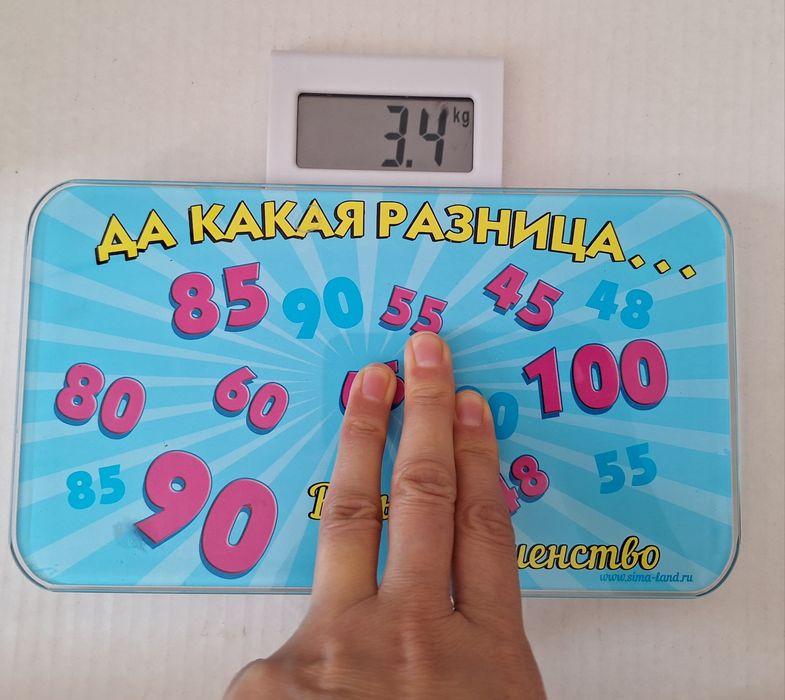 3.4 kg
ДА КАКАЯ РАЗНИЦА...
85 90 55 45 48
80 60 100
85 90 48 55
www.sima-land.ru